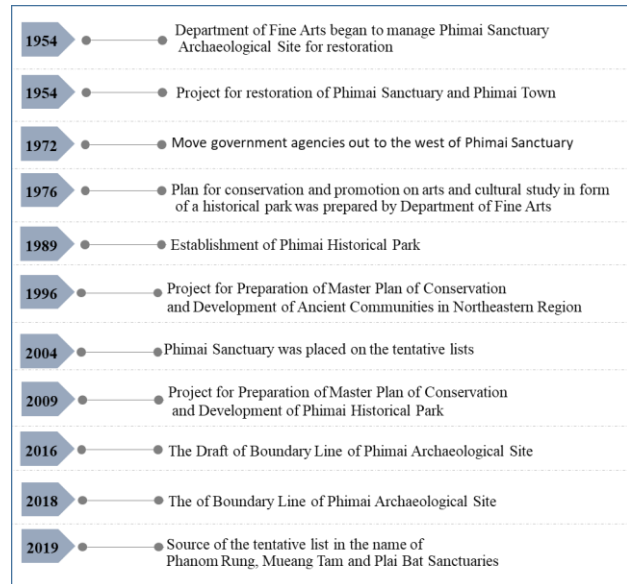 1954
Department of Fine Arts began to manage Phimai Sanctuary
Archaeological Site for restoration
1954
Project for restoration of Phimai Sanctuary and Phimai Town
1972
Move government agencies out to the west of Phimai Sanctuary
1976
Plan for conservation and promotion on arts and cultural study in form
of a historical park was prepared by Department of Fine Arts
1989
Establishment of Phimai Historical Park
1996
Project for Preparation of Master Plan of Conservation
and Development of Ancient Communities in Northeastern Region
2004
Phimai Sanctuary was placed on the tentative lists
2009
Project for Preparation of Master Plan of Conservation
and Development of Phimai Historical Park
2016
The Draft of Boundary Line of Phimai Archaeological Site
2018
The of Boundary Line of Phimai Archaeological Site
2019
Source of the tentative list in the name of
Phanom Rung, Mueang Tam and Plai Bat Sanctuaries